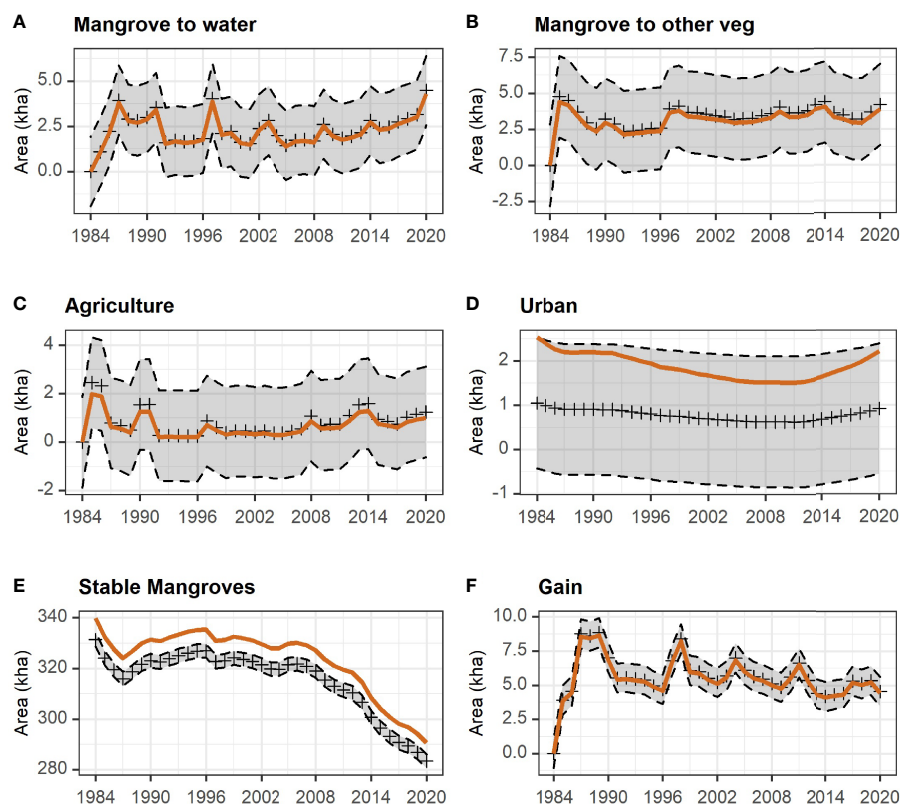 A Mangrove to water
Area (kha)
5.0
2.5
0.0
1984 1990 1996 2002 2008 2014 2020
B Mangrove to other veg
Area (kha)
7.5
5.0
2.5
0.0
-2.5
1984 1990 1996 2002 2008 2014 2020
C Agriculture
Area (kha)
4
2
0
-2
1984 1990 1996 2002 2008 2014 2020
D Urban
Area (kha)
2
1
0
-1
1984 1990 1996 2002 2008 2014 2020
E Stable Mangroves
Area (kha)
340
320
300
280
1984 1990 1996 2002 2008 2014 2020
F Gain
Area (kha)
10.0
7.5
5.0
2.5
0.0
1984 1990 1996 2002 2008 2014 2020